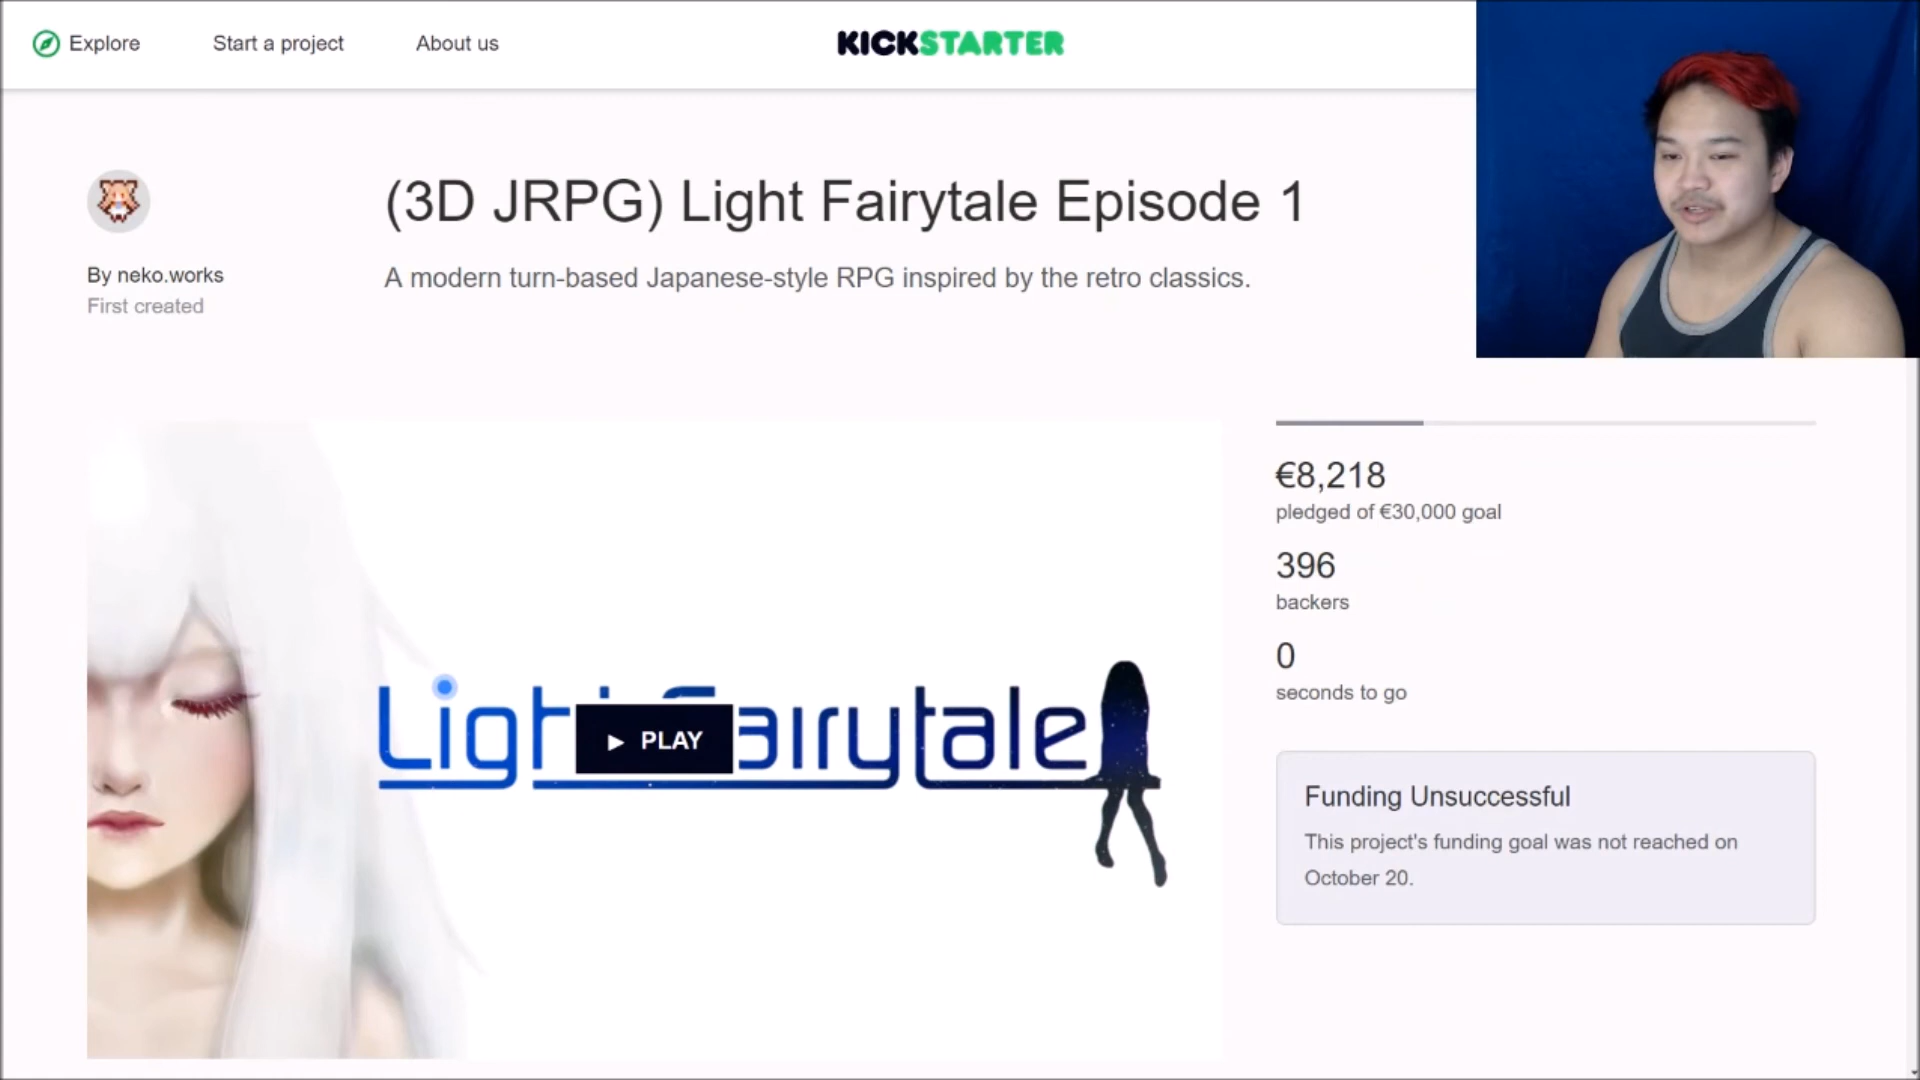 Explore
Start a project
About us
KICKSTARTER
(3D JRPG) Light Fairytale Episode 1
A modern turn-based Japanese-style RPG inspired by the retro classics.
By neko.works
First created
Light Fairytale
PLAY
€8,218
pledged of €30,000 goal
396
backers
0
seconds to go
Funding Unsuccessful
This project's funding goal was not reached on
October 20.